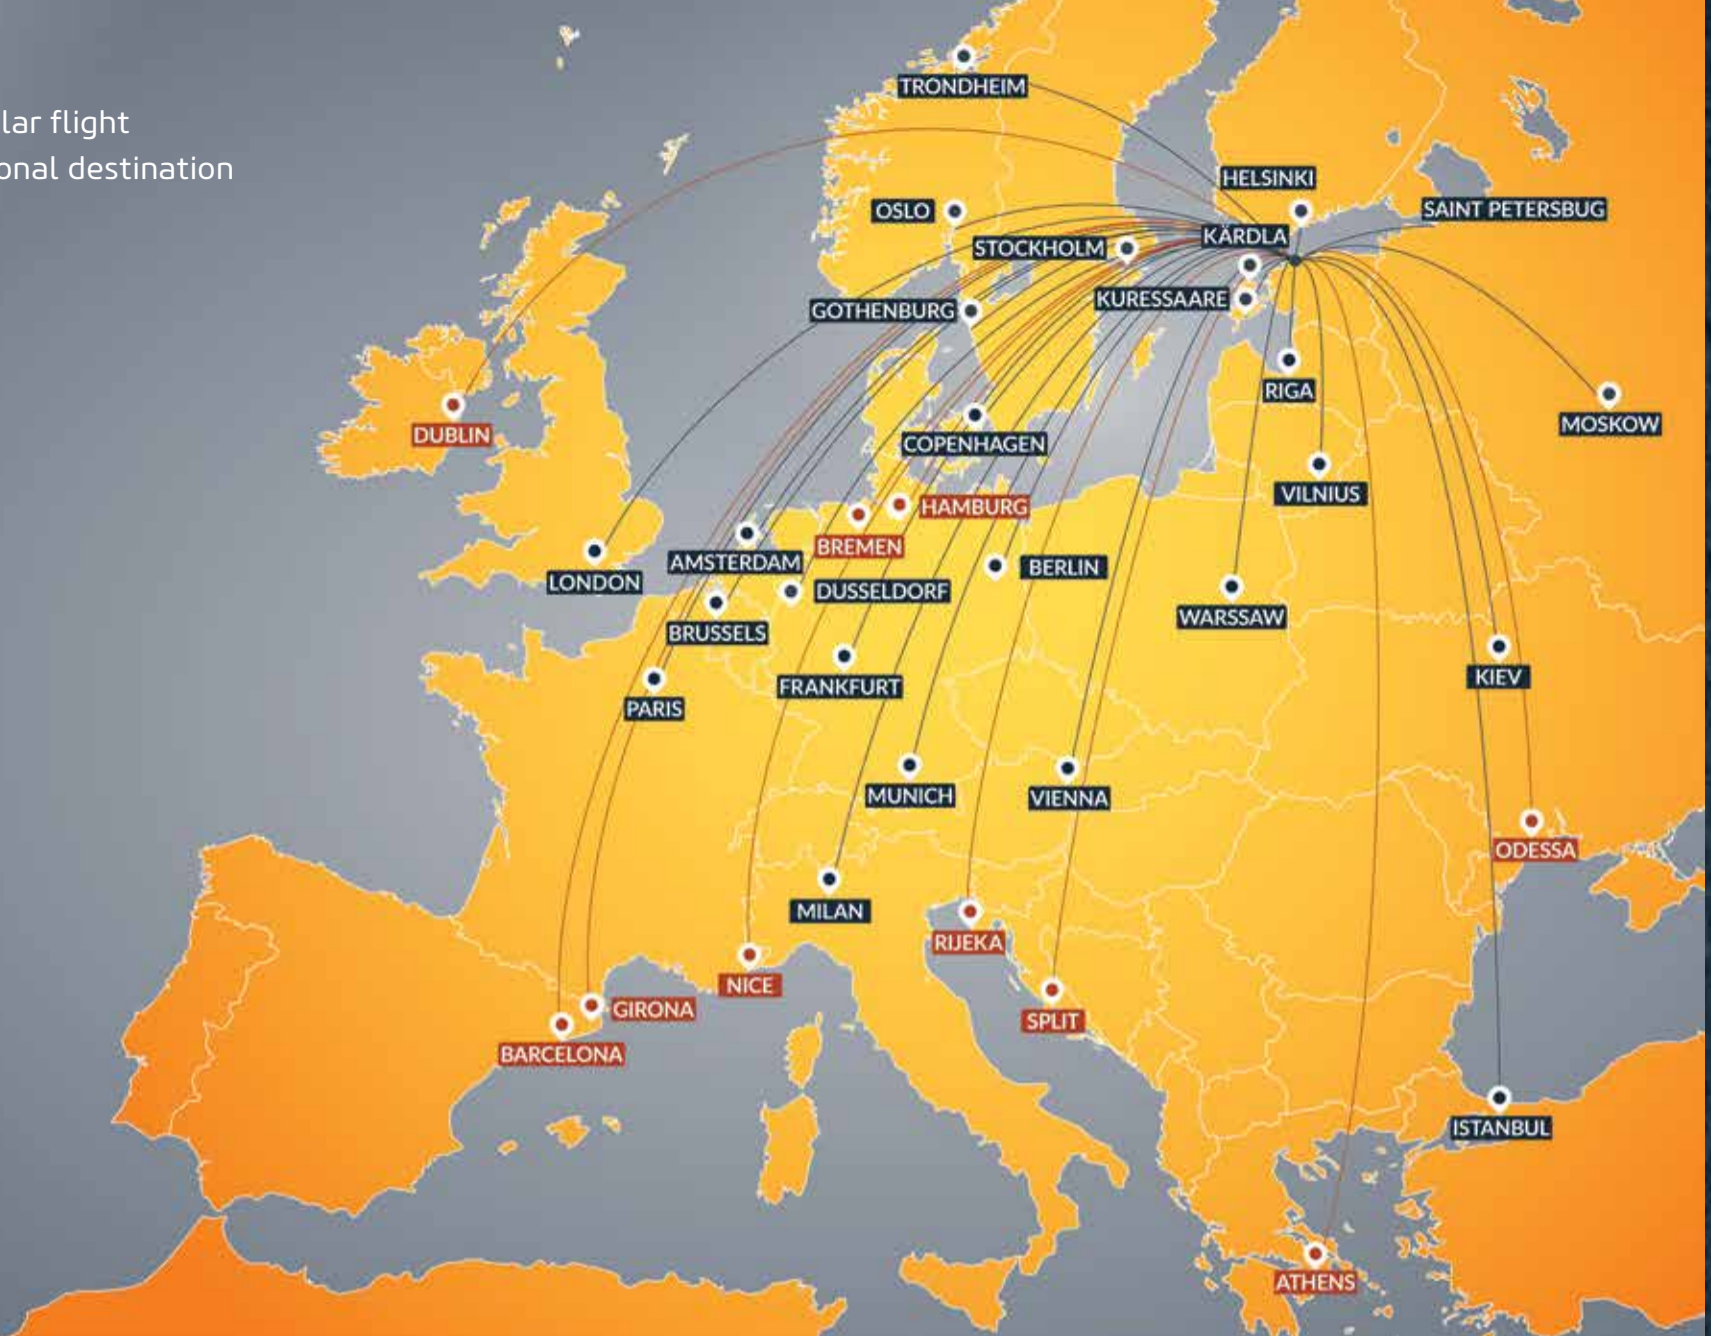 lar flight
onal destination
TRONDHEIM
HELSINKI
OSLO
SAINT PETERSBUG
KÄRDLA
STOCKHOLM
KURESSAARE
GOTHENBURG
RIGA
MOSKOW
DUBLIN
COPENHAGEN
VILNIUS
HAMBURG
BREMEN
AMSTERDAM
BERLIN
LONDON
DUSSELDORF
WARSSAW
BRUSSELS
KIEV
FRANKFURT
PARIS
MUNICH
VIENNA
ODESSA
MILAN
RIJEKA
NICE
GIRONA
SPLIT
BARCELONA
ISTANBUL
ATHENS